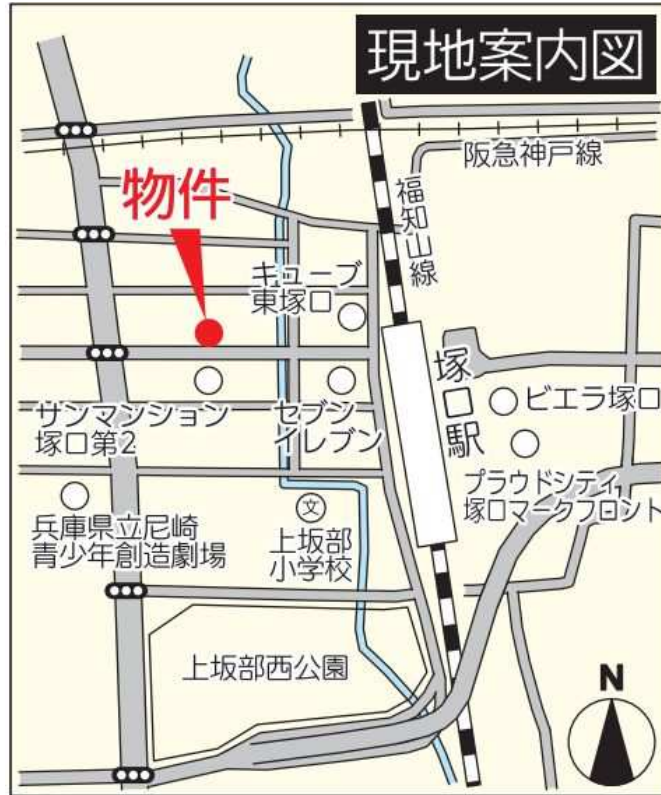 現地案内図
阪急神戸線
物件
福知山線
キューブ
東塚口
塚口駅
ビエラ塚口
サンマンション
塚口第2
セブン
イレブン
プラウドシティ
塚口マークフロント
兵庫県立尼崎
青少年創造劇場
文
上坂部
小学校
上坂部西公園
N